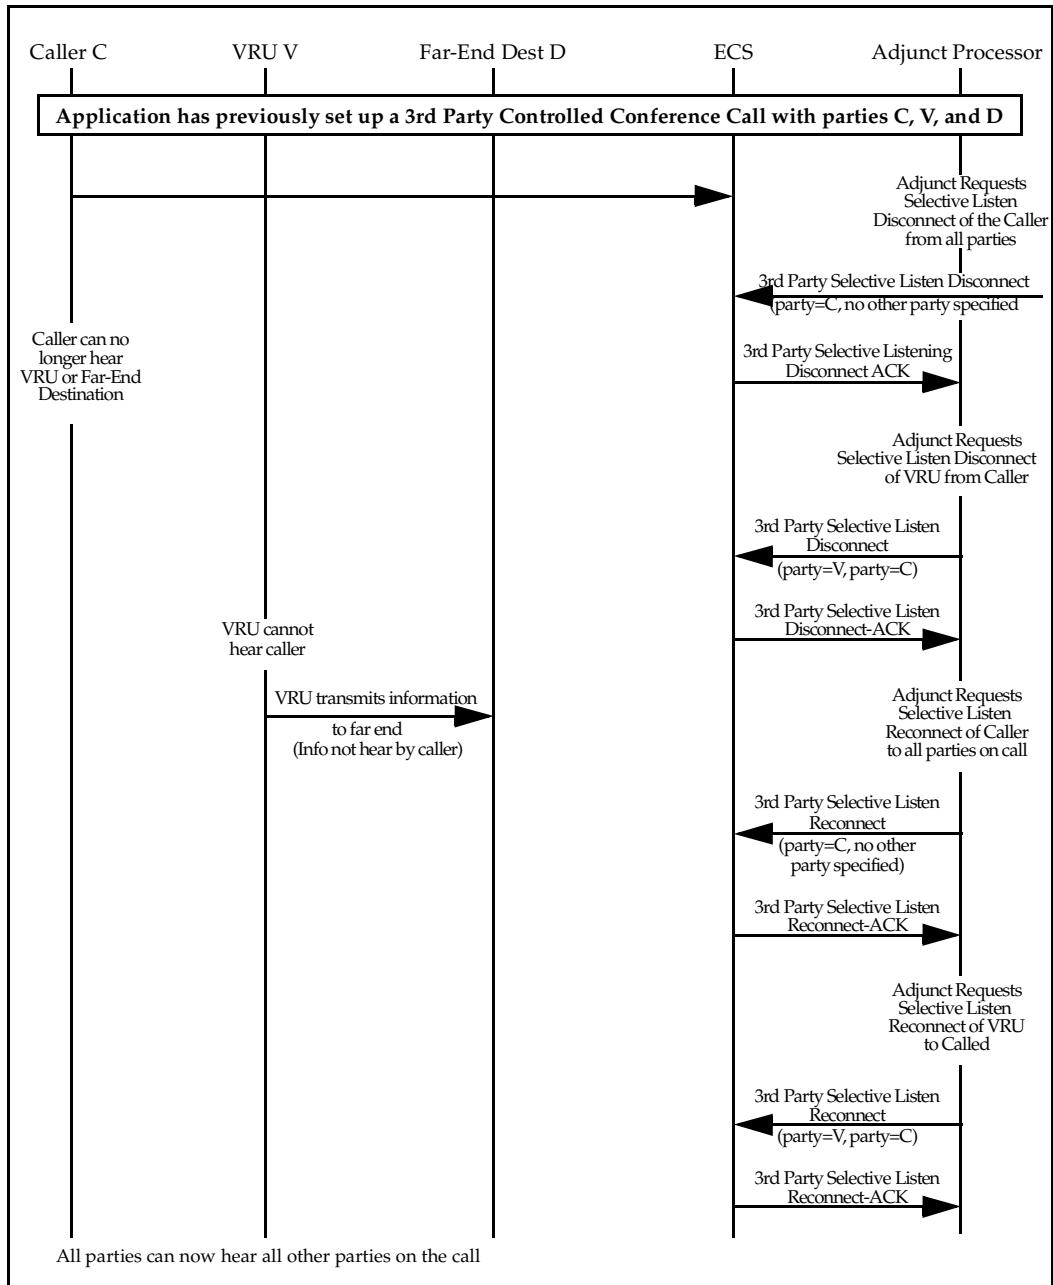 Caller C VRU V Far-End Dest D ECS Adjunct Processor
Application has previously set up a 3rd Party Controlled Conference Call with parties C, V, and D
Adjunct Requests
Selective Listen
Disconnect of the Caller
from all parties
3rd Party Selective Listen Disconnect
(party=C, no other party specified
Caller can no
longer hear
VRU or Far-End
Destination
3rd Party Selective Listening
Disconnect ACK
Adjunct Requests
Selective Listen Disconnect
of VRU from Caller
3rd Party Selective Listen
Disconnect
(party=V, party=C)
3rd Party Selective Listen
Disconnect-ACK
VRU cannot
hear caller
VRU transmits information
to far end
(Info not hear by caller)
Adjunct Requests
Selective Listen
Reconnect of Caller
to all parties on call
3rd Party Selective Listen
Reconnect
(party=C, no other
party specified)
3rd Party Selective Listen
Reconnect-ACK
Adjunct Requests
Selective Listen
Reconnect of VRU
to Called
3rd Party Selective Listen
Reconnect
(party=V, party=C)
3rd Party Selective Listen
Reconnect-ACK
All parties can now hear all other parties on the call